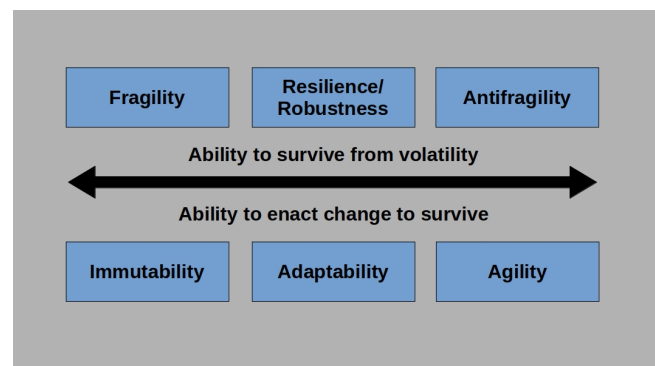 Fragility
Resilience/
Robustness
Antifragility
Ability to survive from volatility
Ability to enact change to survive
Immutability
Adaptability
Agility